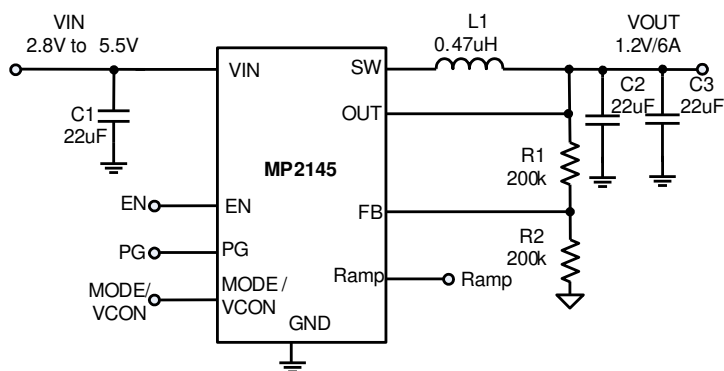 VIN
2.8V to 5.5V
L1
0.47uH
VOUT
1.2V/6A
VIN
SW
C1
22uF
C2
22uF
C3
22uF
OUT
MP2145
R1
200k
EN
EN
FB
PG
PG
R2
200k
MODE/
VCON
MODE /
VCON
Ramp
Ramp
GND